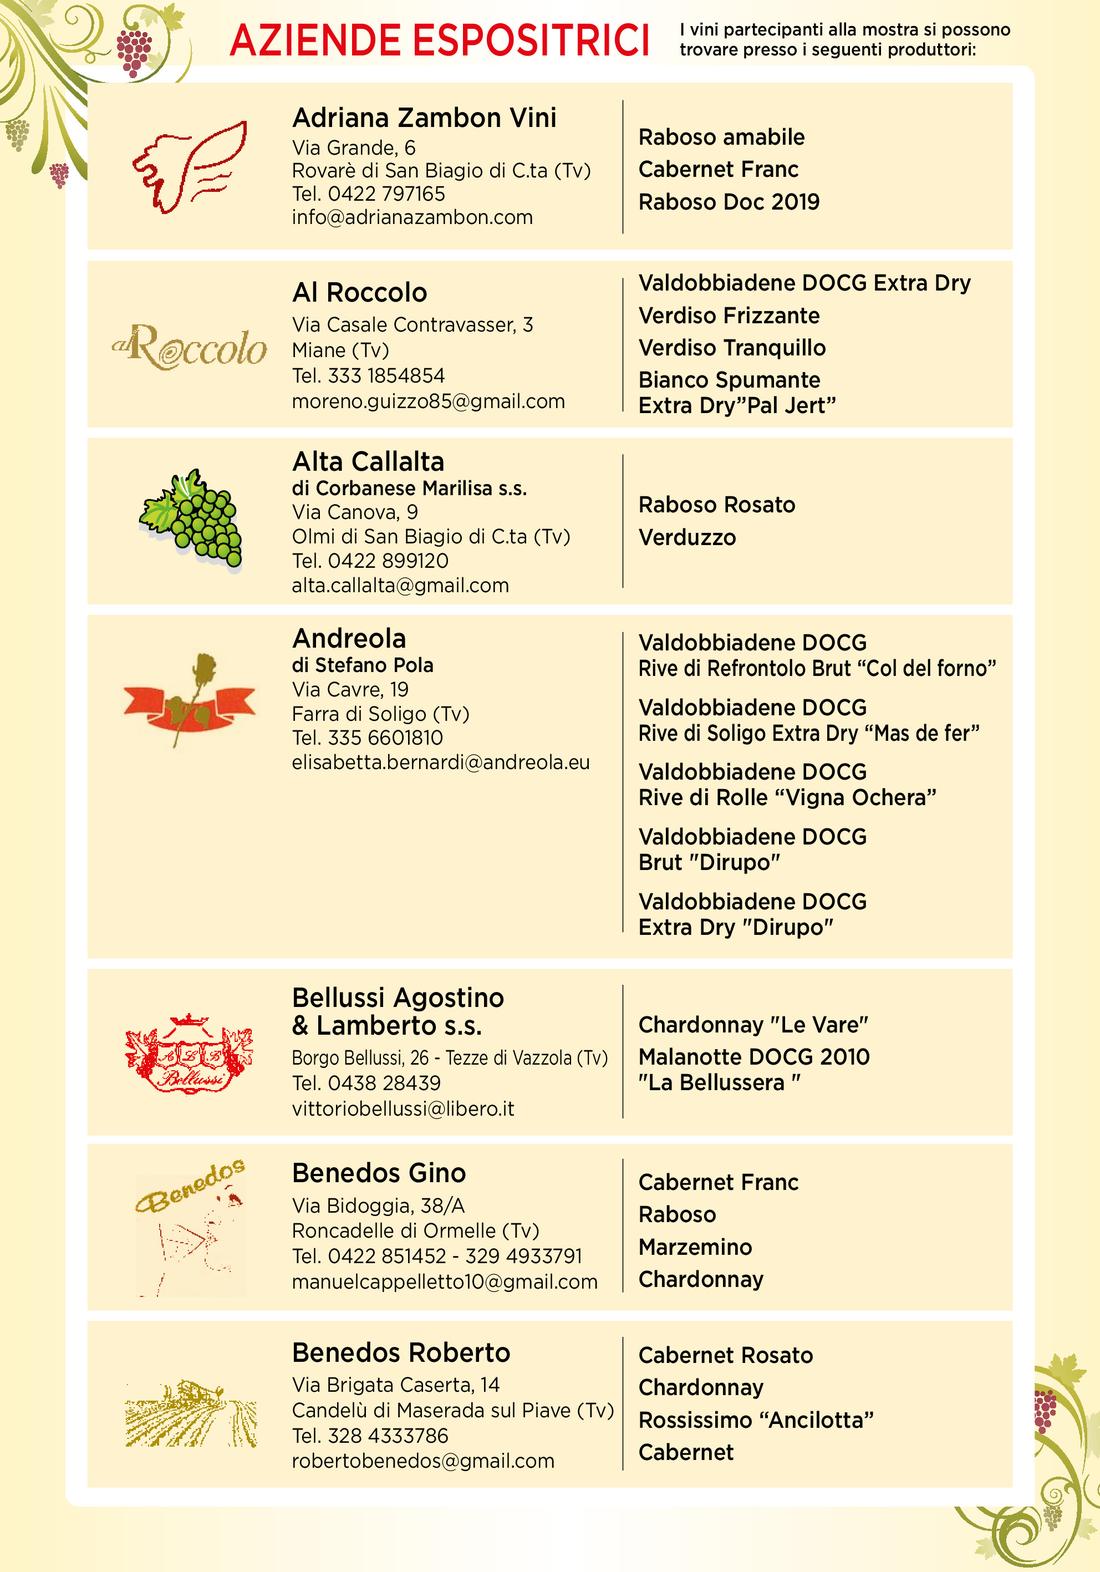 AZIENDE ESPOSITRICI
I vini partecipanti alla mostra si possono
trovare presso i seguenti produttori:
Adriana Zambon Vini
Via Grande, 6
Rovarè di San Biagio di C.ta (Tv)
Tel. 0422 797165
info@adrianazambon.com
Raboso amabile
Cabernet Franc
Raboso Doc 2019
al Roccolo
Al Roccolo
Via Casale Contravasser, 3
Miane (Tv)
Tel. 333 1854854
moreno.guizzo85@gmail.com
Valdobbiadene DOCG Extra Dry
Verdiso Frizzante
Verdiso Tranquillo
Bianco Spumante
Extra Dry”Pal Jert”
Alta Callalta
di Corbanese Marilisa s.s.
Via Canova, 9
Olmi di San Biagio di C.ta (Tv)
Tel. 0422 899120
alta.callalta@gmail.com
Raboso Rosato
Verduzzo
Andreola
di Stefano Pola
Via Cavre, 19
Farra di Soligo (Tv)
Tel. 335 6601810
elisabetta.bernardi@andreola.eu
Valdobbiadene DOCG
Rive di Refrontolo Brut “Col del forno”
Valdobbiadene DOCG
Rive di Soligo Extra Dry “Mas de fer”
Valdobbiadene DOCG
Rive di Rolle “Vigna Ochera”
Valdobbiadene DOCG
Brut "Dirupo"
Valdobbiadene DOCG
Extra Dry "Dirupo"
A L B
Bellussi
Bellussi Agostino
& Lamberto s.s.
Borgo Bellussi, 26 - Tezze di Vazzola (Tv)
Tel. 0438 28439
vittoriobellussi@libero.it
Chardonnay "Le Vare"
Malanotte DOCG 2010
"La Bellussera "
Benedos
Benedos Gino
Via Bidoggia, 38/A
Roncadelle di Ormelle (Tv)
Tel. 0422 851452 - 329 4933791
manuelcappelletto10@gmail.com
Cabernet Franc
Raboso
Marzemino
Chardonnay
Benedos Roberto
Via Brigata Caserta, 14
Candelù di Maserada sul Piave (Tv)
Tel. 328 4333786
robertobenedos@gmail.com
Cabernet Rosato
Chardonnay
Rossissimo “Ancilotta”
Cabernet